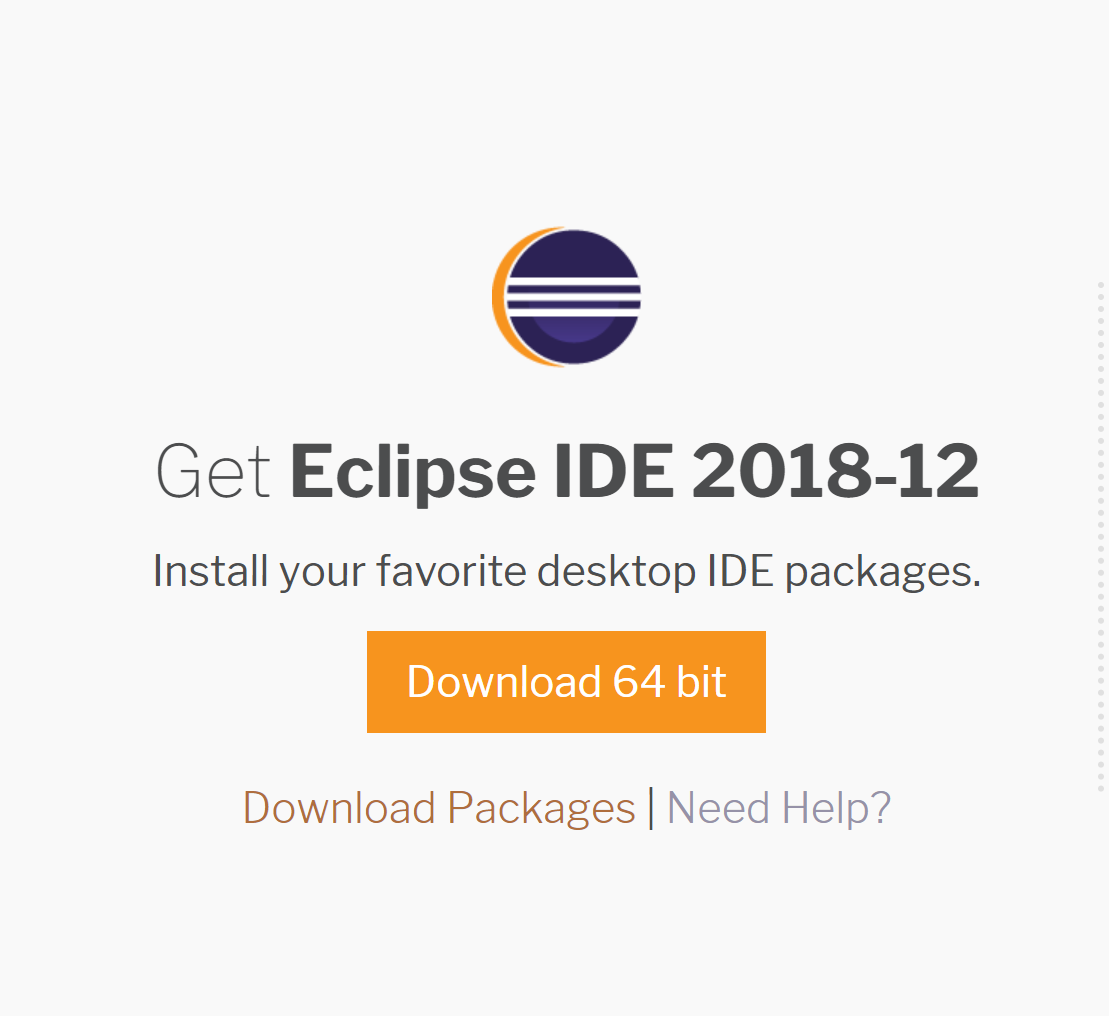 Get Eclipse IDE 2018-12
Install your favorite desktop IDE packages.
Download 64 bit
Download Packages | Need Help?